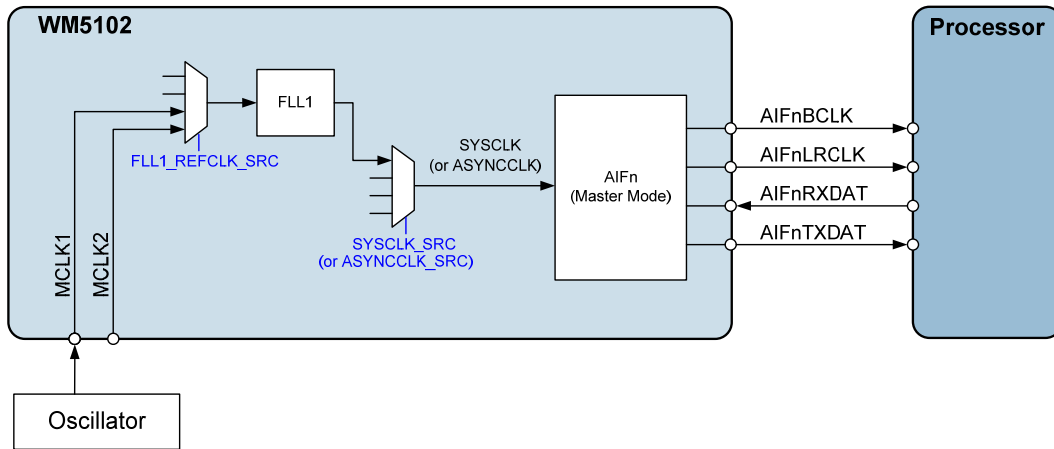 WM5102
Processor
FLL1
FLL1_REFCLK_SRC
SYSCLK
(or ASYNCCLK)
SYSCLK_SRC
(or ASYNCCLK_SRC)
AIFn
(Master Mode)
AIFnBCLK
AIFnLRCLK
AIFnRXDAT
AIFnTXDAT
MCLK1
MCLK2
Oscillator